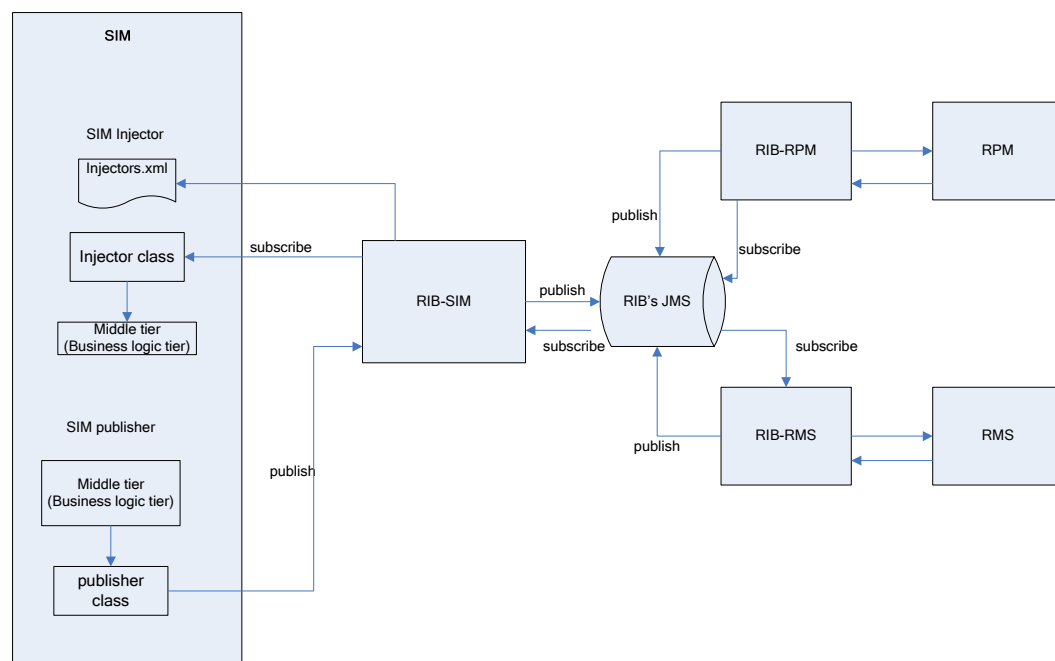 SIM
SIM Injector
Injectors.xml
Injector class
Middle tier
(Business logic tier)
SIM publisher
Middle tier
(Business logic tier)
publisher
class
subscribe
publish
RIB-SIM
publish
subscribe
RIB's JMS
publish
subscribe
RIB-RPM
RPM
subscribe
publish
RIB-RMS
RMS